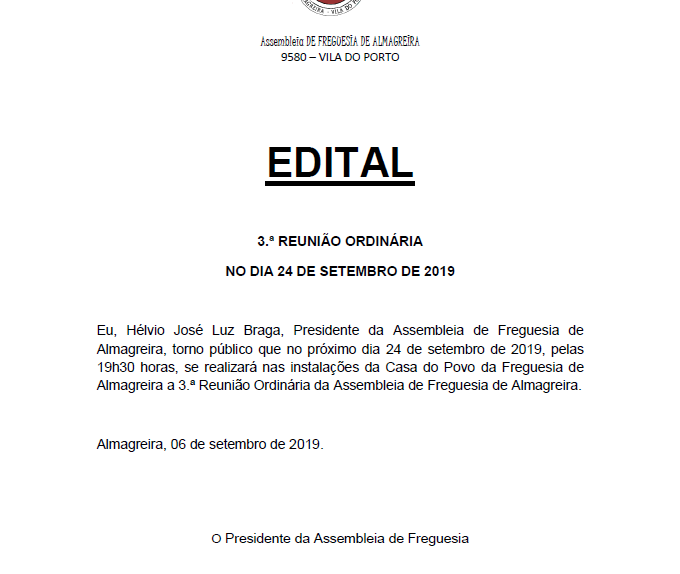 MAGREIRA - VILA DO PO
Assembleia DE FREGUESIA DE ALMAGREIRA
9580 – VILA DO PORTO
EDITAL
3.ª REUNIÃO ORDINÁRIA
NO DIA 24 DE SETEMBRO DE 2019
Eu, Hélvio José Luz Braga, Presidente da Assembleia de Freguesia de
Almagreira, torno público que no próximo dia 24 de setembro de 2019, pelas
19h30 horas, se realizará nas instalações da Casa do Povo da Freguesia de
Almagreira a 3.ª Reunião Ordinária da Assembleia de Freguesia de Almagreira.
Almagreira, 06 de setembro de 2019.
O Presidente da Assembleia de Freguesia